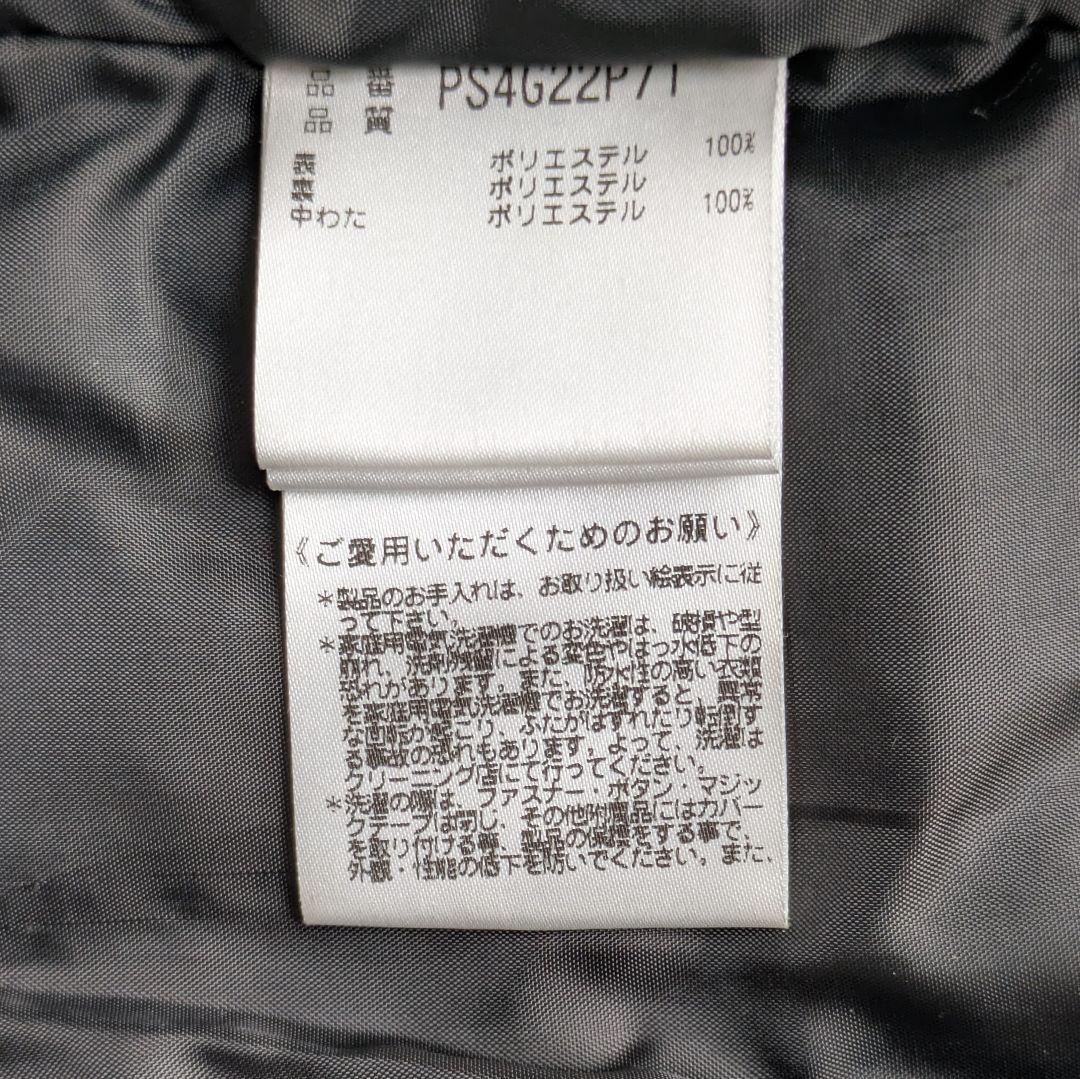 品 番 PS4G22P71
品 質
表 ポリエステル 100%
裏 ポリエステル
中わた ポリエステル 100%
《ご愛用いただくためのお願い》
＊製品のお手入れは、お取り扱い絵表示に従
って下さい。
＊家庭用電気洗濯機でのお洗濯は、破損や型
崩れ、洗剤残留による変色やはっ水低下の
恐れがあります。また、防水性の高い衣類
を家庭用電気洗濯機でお洗濯すると、異常
な回転が起こり、ふたがはずれたり転倒す
る事故の恐れもあります。よって、洗濯は
クリーニング店にて行ってください。
＊洗濯の際は、ファスナー・ボタン・マジッ
クテープは閉じ、その他附属品にはカバー
を取り付ける等、製品の保護をする事で、
外観・性能の低下を防いでください。また、